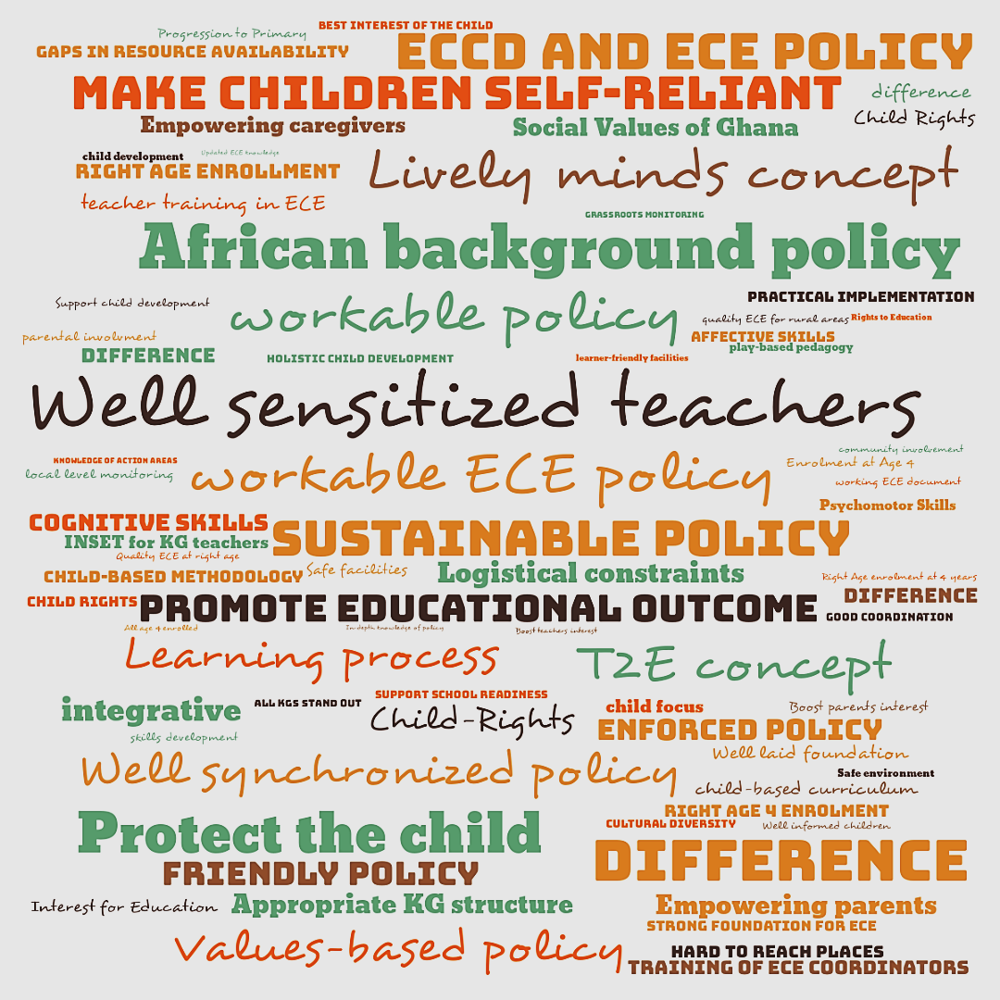 BEST INTEREST OF THE CHILD
Progression to Primary
GAPS IN RESOURCE AVAILABILITY
ECCD AND ECE POLICY
MAKE CHILDREN SELF-RELIANT
difference
Empowering caregivers
Social Values of Ghana
Child Rights
child development
Updated ECE knowledge
RIGHT AGE ENROLLMENT
Lively minds concept
teacher training in ECE
GRASSROOTS MONITORING
African background policy
Support child development
workable policy
PRACTICAL IMPLEMENTATION
quality ECE for rural areas
Rights to Education
parental involvment
AFFECTIVE SKILLS
play-based pedagogy
DIFFERENCE
HOLISTIC CHILD DEVELOPMENT
learner-friendly facilities
Well sensitized teachers
KNOWLEDGE OF ACTION AREAS
local level monitoring
workable ECE policy
community involvement
Enrolment at Age 4
working ECE document
Psychomotor Skills
COGNITIVE SKILLS
INSET for KG teachers
SUSTAINABLE POLICY
Quality ECE at right age
CHILD-BASED METHODOLOGY
Safe facilities
Logistical constraints
Right Age enrolment at 4 years
CHILD RIGHTS
PROMOTE EDUCATIONAL OUTCOME
DIFFERENCE
GOOD COORDINATION
All age 4 enrolled
In-depth knowledge of policy
Boost teachers interest
Learning process
T2E concept
integrative
ALL KGS STAND OUT
SUPPORT SCHOOL READINESS
Child-Rights
child focus
Boost parents interest
skills development
ENFORCED POLICY
Well laid foundation
Well synchronized policy
Safe environment
child-based curriculum
RIGHT AGE 4 ENROLMENT
CULTURAL DIVERSITY
Well informed children
Protect the child
DIFFERENCE
FRIENDLY POLICY
Interest for Education
Appropriate KG structure
Empowering parents
STRONG FOUNDATION FOR ECE
Values-based policy
HARD TO REACH PLACES
TRAINING OF ECE COORDINATORS